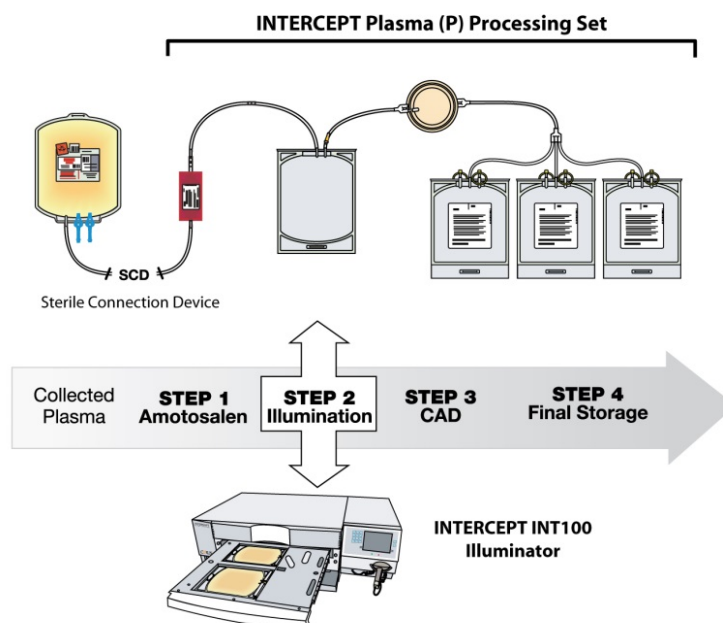 INTERCEPT Plasma (P) Processing Set
SCD
Sterile Connection Device
Collected
Plasma
STEP 1
Amotosalen
STEP 2
Illumination
STEP 3
CAD
STEP 4
Final Storage
INTERCEPT INT100
Illuminator